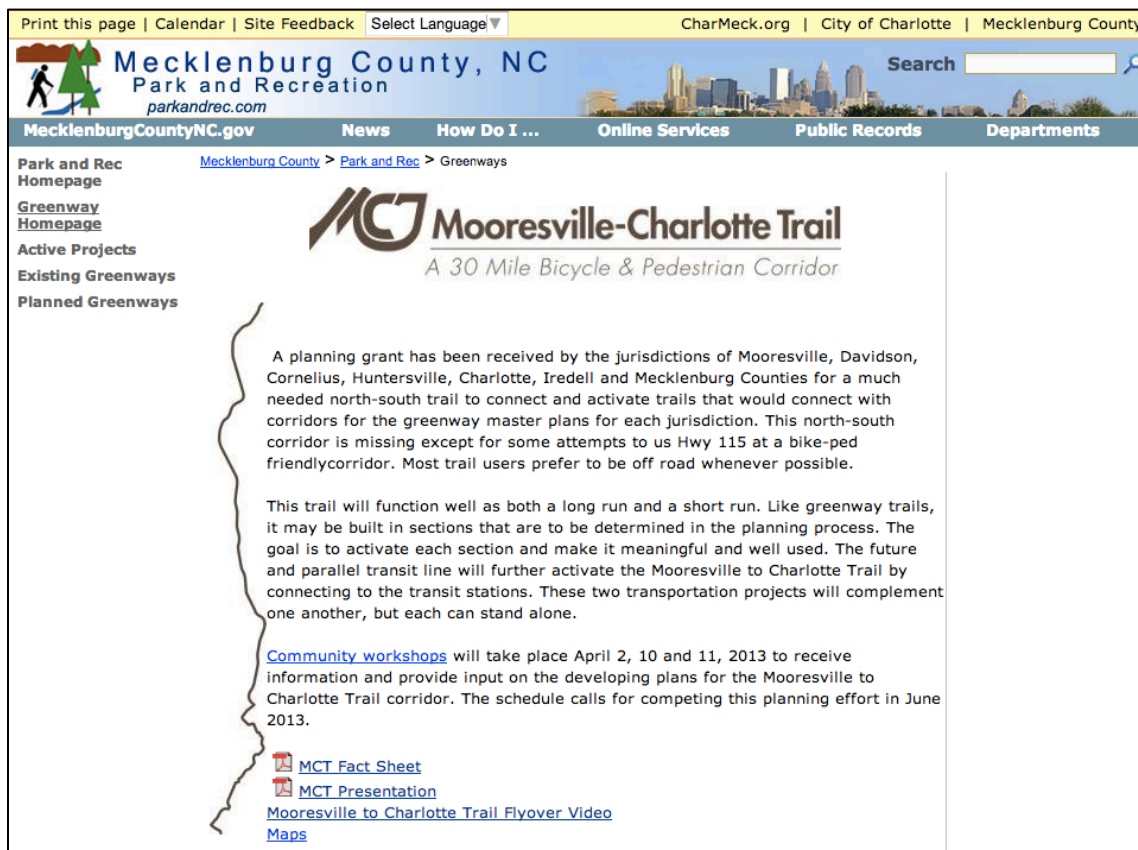 Print this page | Calendar | Site Feedback Select Language▼ CharMeck.org | City of Charlotte | Mecklenburg County
Mecklenburg County, NC
Park and Recreation
parkandrec.com
Search
MecklenburgCountyNC.gov News How Do I ... Online Services Public Records Departments
Park and Rec Homepage
Greenway Homepage
Active Projects
Existing Greenways
Planned Greenways
Mecklenburg County > Park and Rec > Greenways
MCT Mooresville-Charlotte Trail
A 30 Mile Bicycle & Pedestrian Corridor
A planning grant has been received by the jurisdictions of Mooresville, Davidson,
Cornelius, Huntersville, Charlotte, Iredell and Mecklenburg Counties for a much
needed north-south trail to connect and activate trails that would connect with
corridors for the greenway master plans for each jurisdiction. This north-south
corridor is missing except for some attempts to us Hwy 115 at a bike-ped
friendlycorridor. Most trail users prefer to be off road whenever possible.
This trail will function well as both a long run and a short run. Like greenway trails,
it may be built in sections that are to be determined in the planning process. The
goal is to activate each section and make it meaningful and well used. The future
and parallel transit line will further activate the Mooresville to Charlotte Trail by
connecting to the transit stations. These two transportation projects will complement
one another, but each can stand alone.
Community workshops will take place April 2, 10 and 11, 2013 to receive
information and provide input on the developing plans for the Mooresville to
Charlotte Trail corridor. The schedule calls for competing this planning effort in June
2013.
MCT Fact Sheet
MCT Presentation
Mooresville to Charlotte Trail Flyover Video
Maps